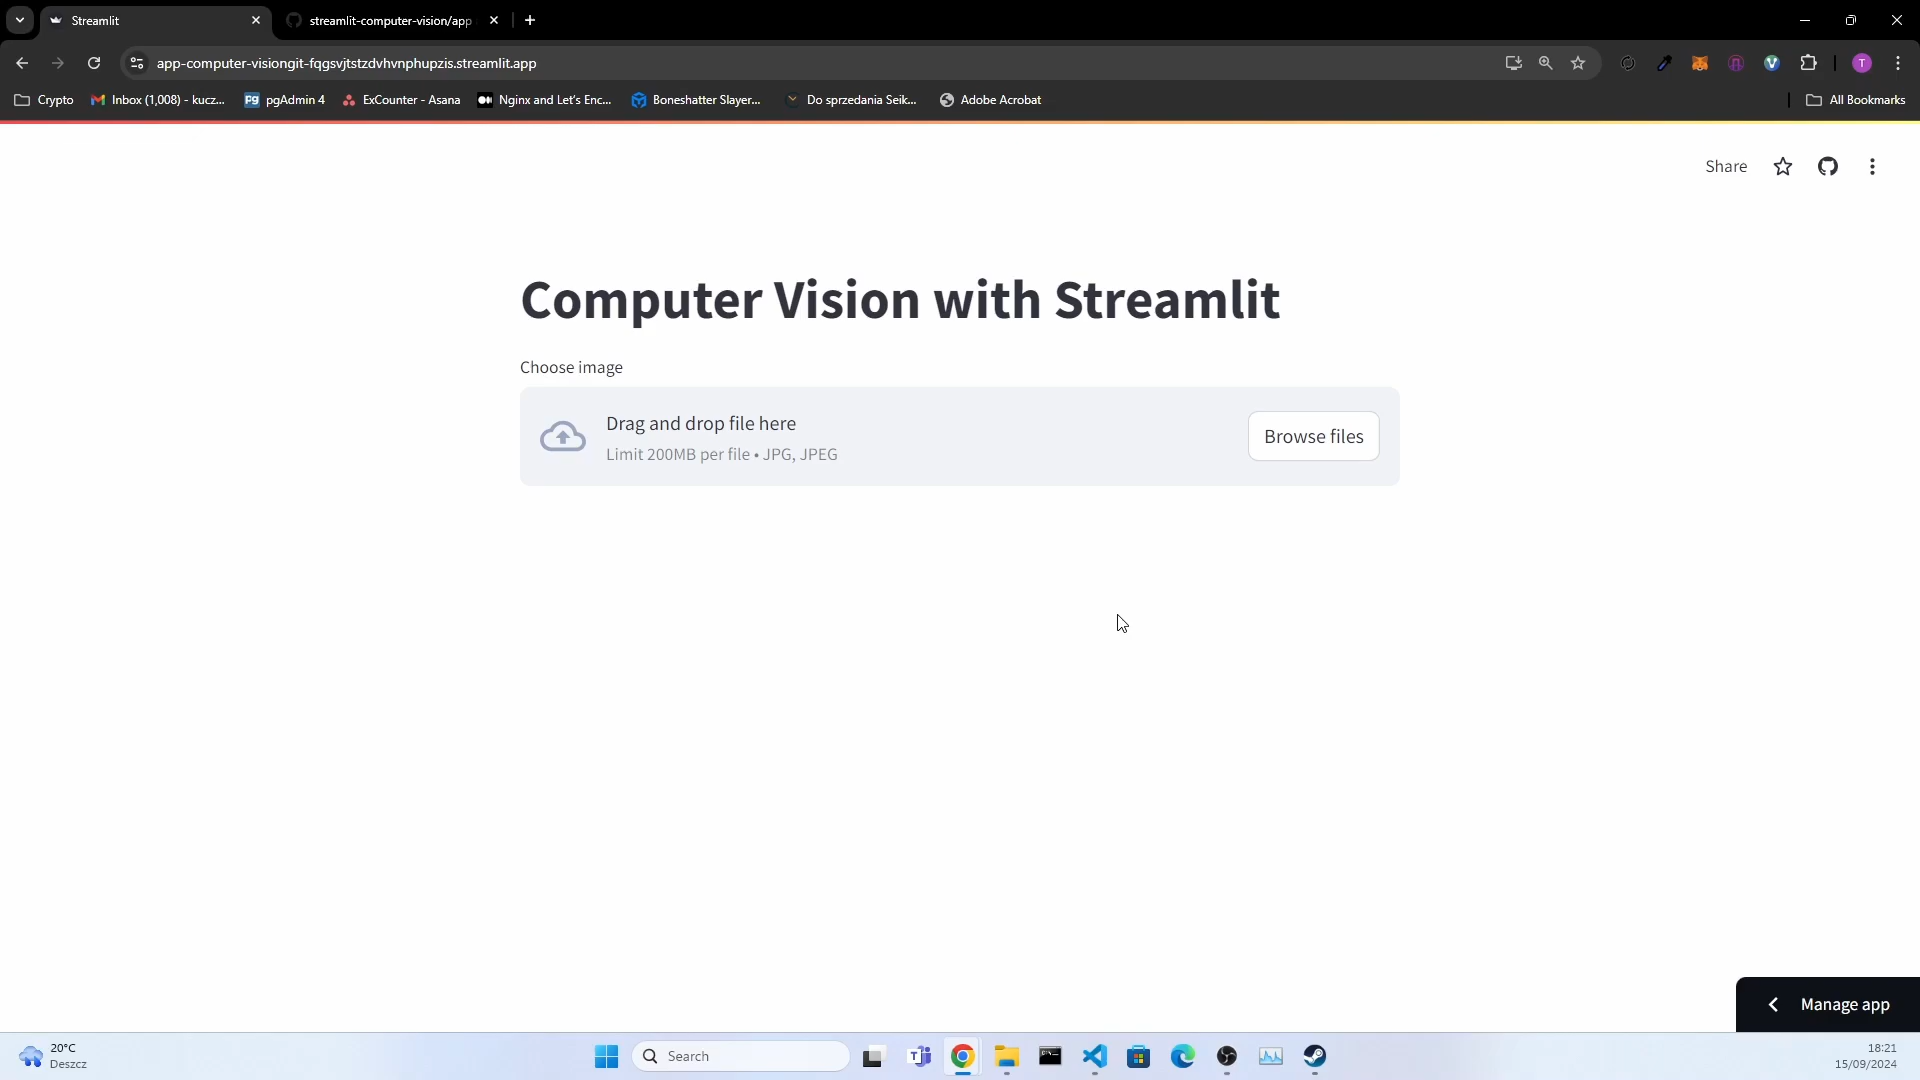 Streamlit
streamlit-computer-vision/app
app-computer-visiongit-fqgsvjtstzdvhvnphupzis.streamlit.app
T
Crypto
Inbox (1,008) - kucz...
pgAdmin 4
ExCounter - Asana
Nginx and Let's Enc...
Boneshatter Slayer...
Do sprzedania Seik...
Adobe Acrobat
All Bookmarks
Share
Computer Vision with Streamlit
Choose image
Drag and drop file here
Limit 200MB per file • JPG, JPEG
Browse files
Manage app
20°C
Deszcz
Search
18:21
15/09/2024